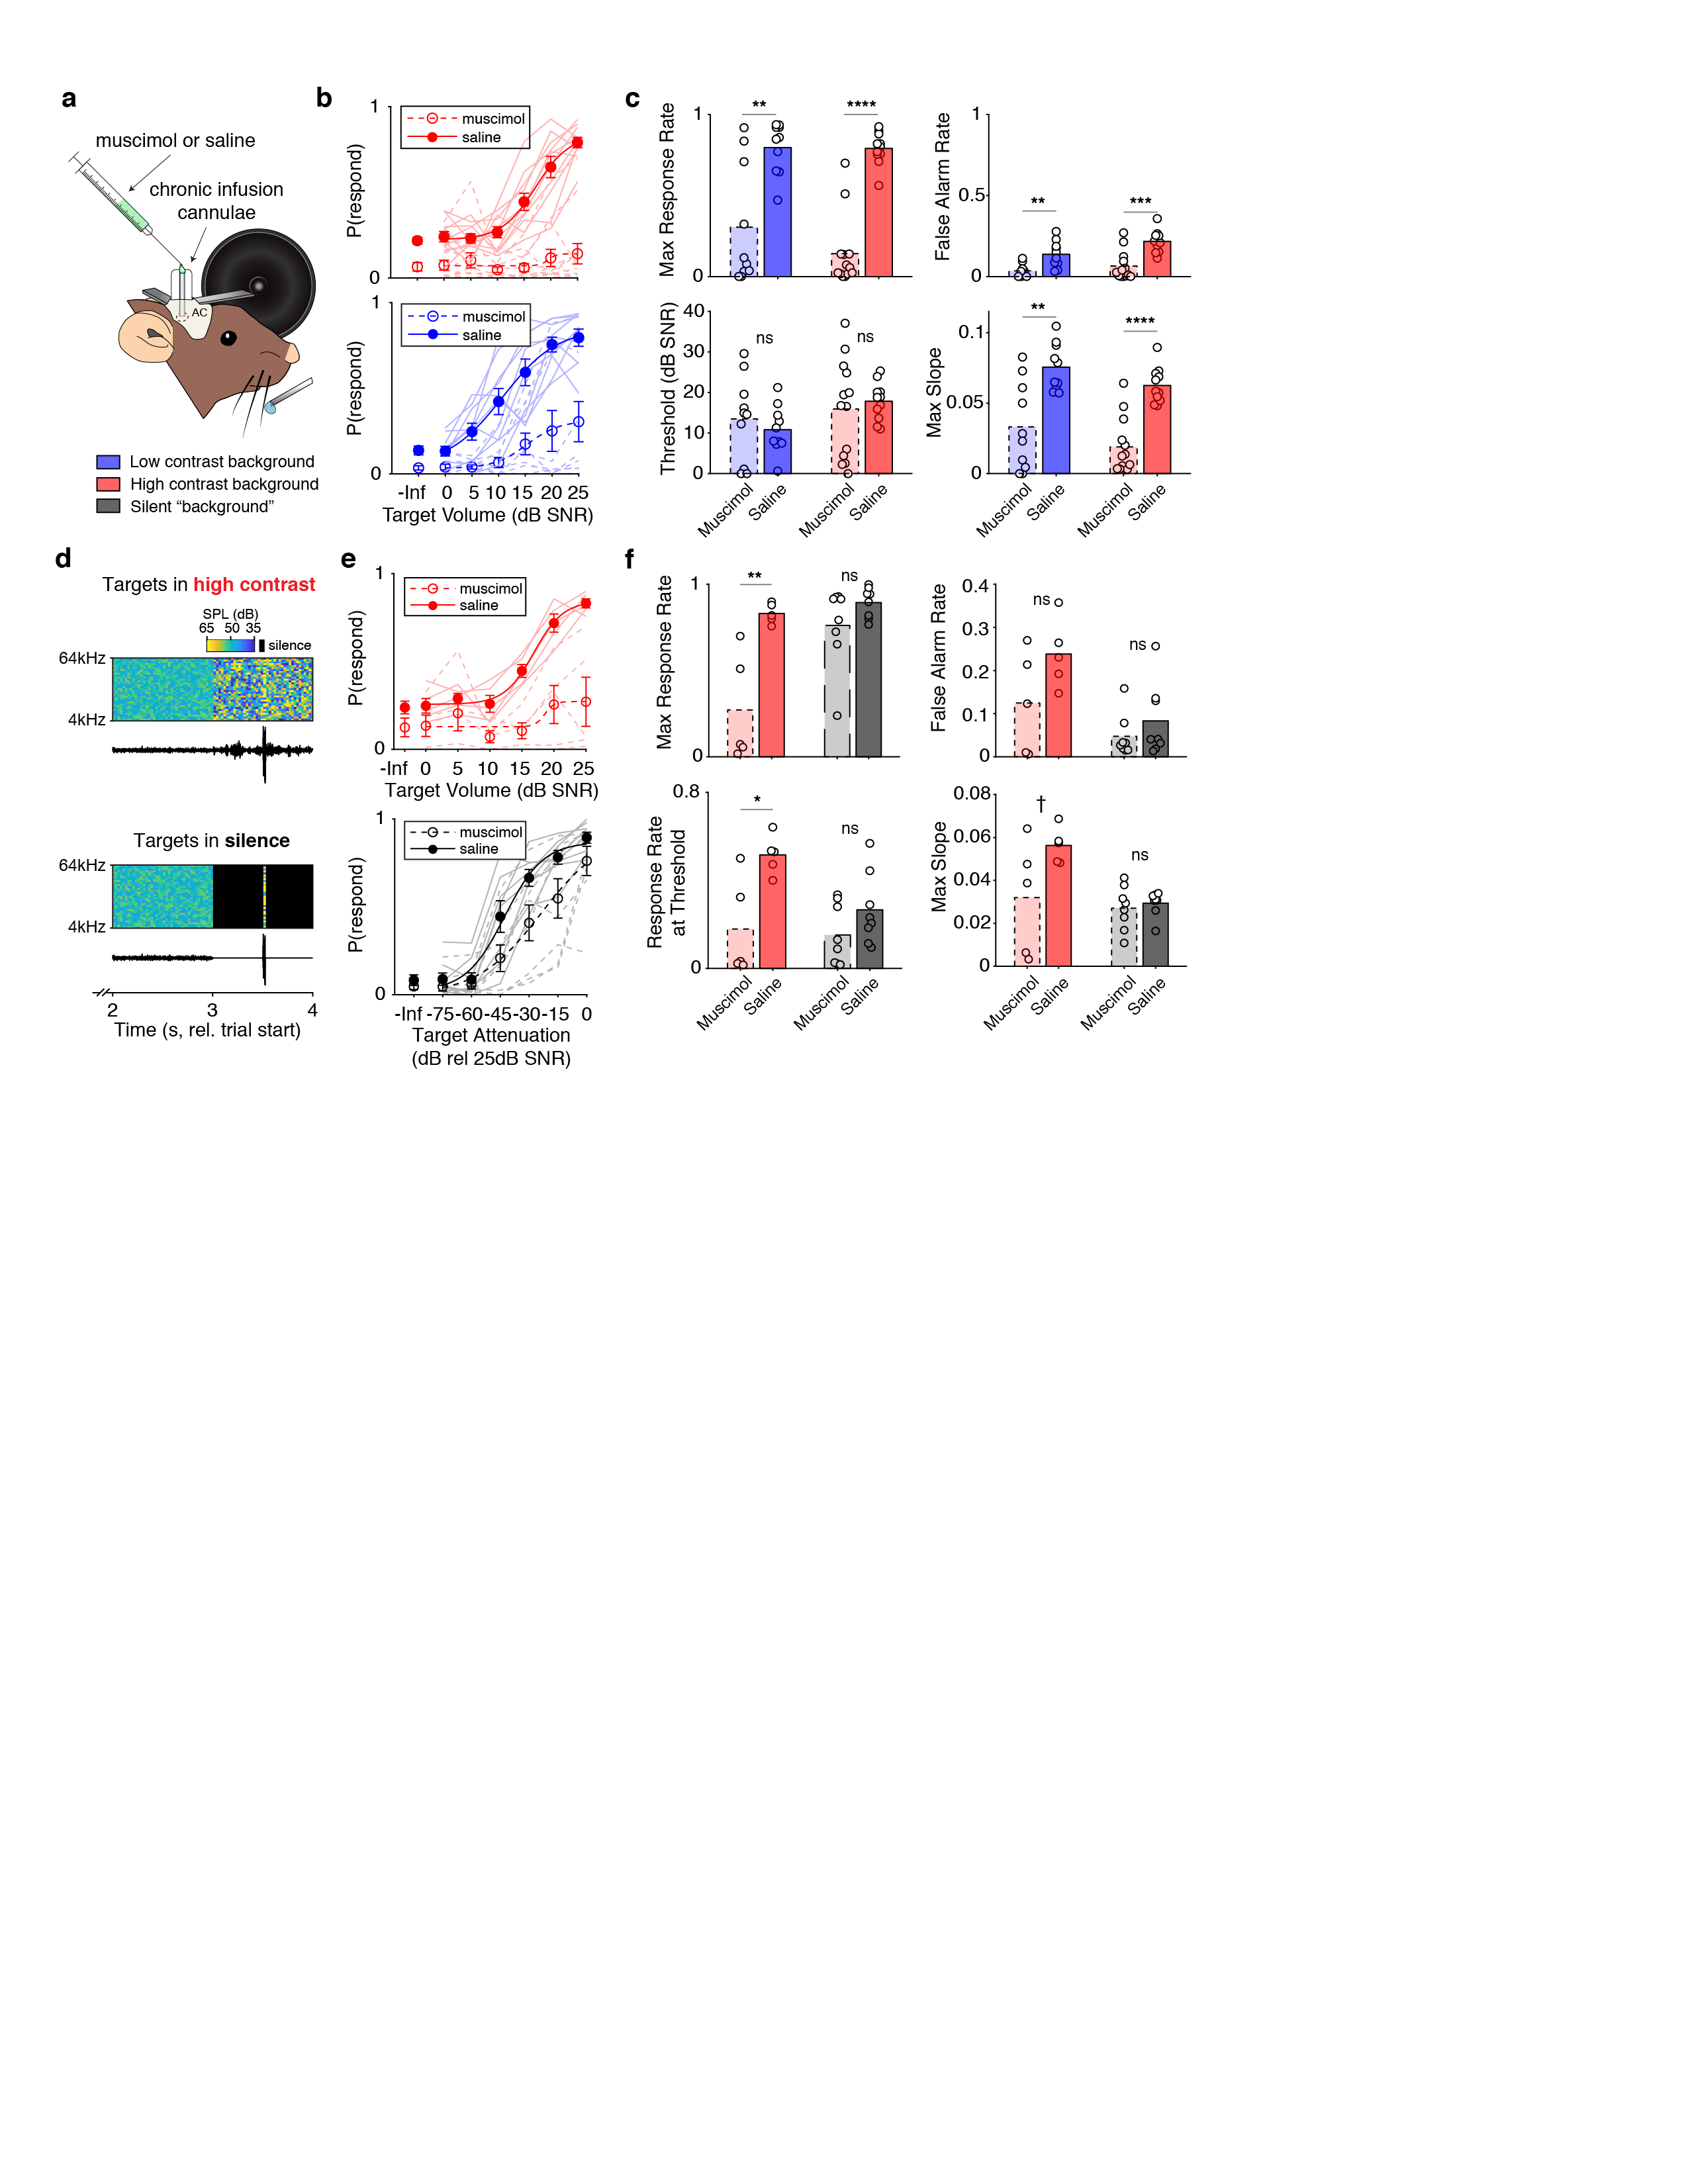 a
muscimol or saline
chronic infusion
cannulae
AC
Low contrast background
High contrast background
Silent “background”
b
1
muscimol
saline
P(respond)
0
1
muscimol
saline
P(respond)
0
-Inf 0 5 10 15 20 25
Target Volume (dB SNR)
c
Max Response Rate
1
0
**
****
False Alarm Rate
1
0.5
0
**
***
Threshold (dB SNR)
40
30
20
10
0
ns
ns
Muscimol
Saline
Muscimol
Saline
Max Slope
0.1
0.05
0
**
****
Muscimol
Saline
Muscimol
Saline
d
Targets in high contrast
SPL (dB)
65 50 35
silence
64kHz
4kHz
Targets in silence
64kHz
4kHz
2 3 4
Time (s, rel. trial start)
e
1
muscimol
saline
P(respond)
0
-Inf 0 5 10 15 20 25
Target Volume (dB SNR)
1
muscimol
saline
P(respond)
0
-Inf -75 -60 -45 -30 -15 0
Target Attenuation
(dB rel 25dB SNR)
f
Max Response Rate
1
0
**
ns
False Alarm Rate
0.4
0.3
0.2
0.1
0
ns
ns
Response Rate
at Threshold
0.8
0
*
ns
Muscimol
Saline
Muscimol
Saline
Max Slope
0.08
0.06
0.04
0.02
0
†
ns
Muscimol
Saline
Muscimol
Saline